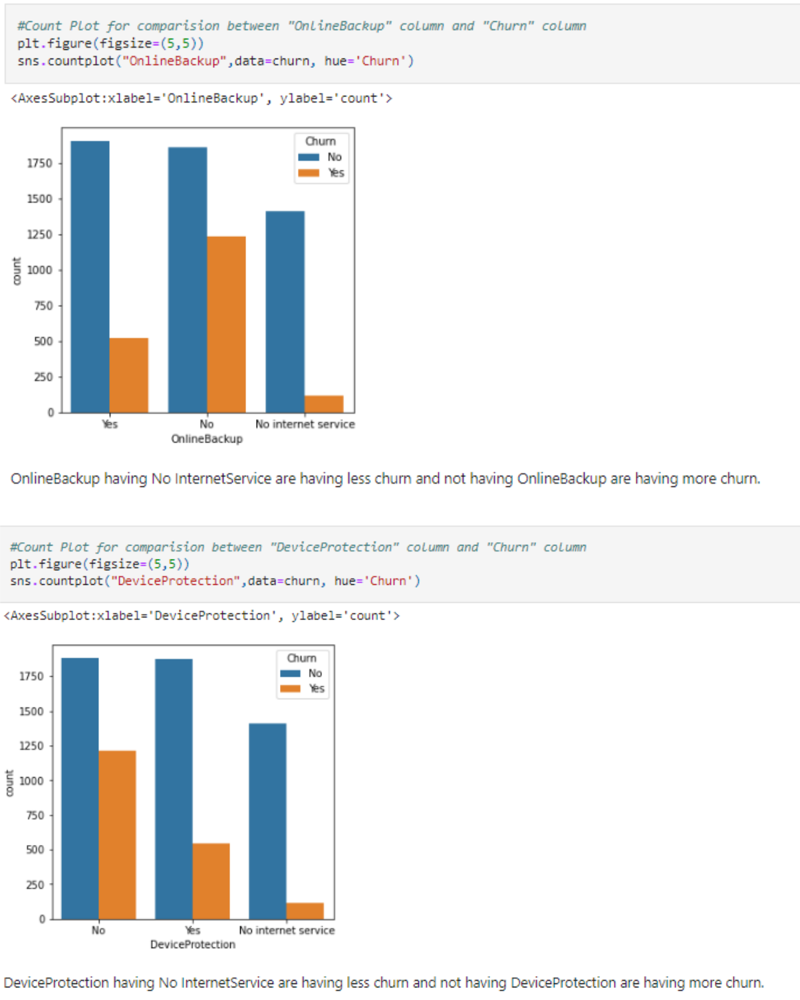 #Count Plot for comparision between "OnlineBackup" column and "Churn" column
plt.figure(figsize=(5,5))
sns.countplot("OnlineBackup",data=churn, hue='Churn')
<AxesSubplot:xlabel='OnlineBackup', ylabel='count'>
Churn
No
Yes
1750
1500
1250
1000
750
500
250
0
count
Yes
No
No internet service
OnlineBackup
OnlineBackup having No InternetService are having less churn and not having OnlineBackup are having more churn.
#Count Plot for comparision between "DeviceProtection" column and "Churn" column
plt.figure(figsize=(5,5))
sns.countplot("DeviceProtection",data=churn, hue='Churn')
<AxesSubplot:xlabel='DeviceProtection', ylabel='count'>
Churn
No
Yes
1750
1500
1250
1000
750
500
250
0
count
No
Yes
No internet service
DeviceProtection
DeviceProtection having No InternetService are having less churn and not having DeviceProtection are having more churn.